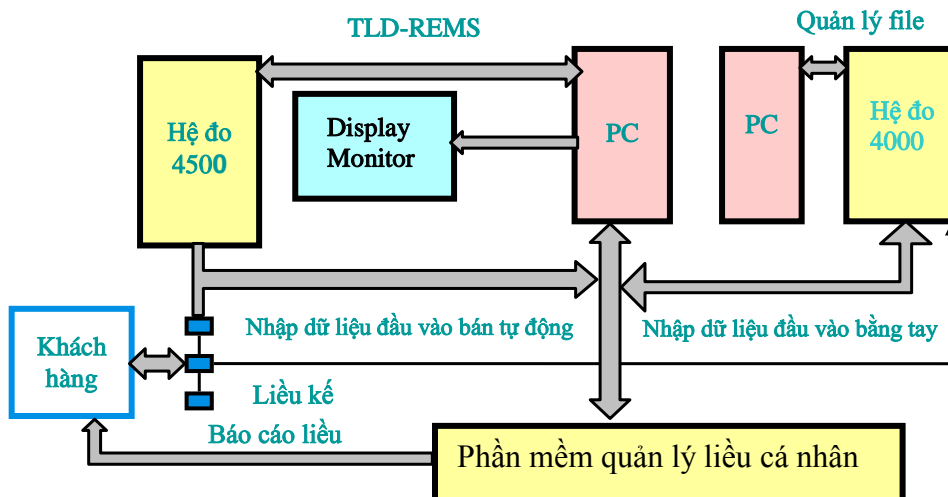 TLD-REMS
Quản lý file
Hệ đo
4500
Display
Monitor
PC
PC
Hệ đo
4000
Nhập dữ liệu đầu vào bán tự động
Nhập dữ liệu đầu vào bằng tay
Khách
hàng
Liều kế
Báo cáo liều
Phần mềm quản lý liều cá nhân